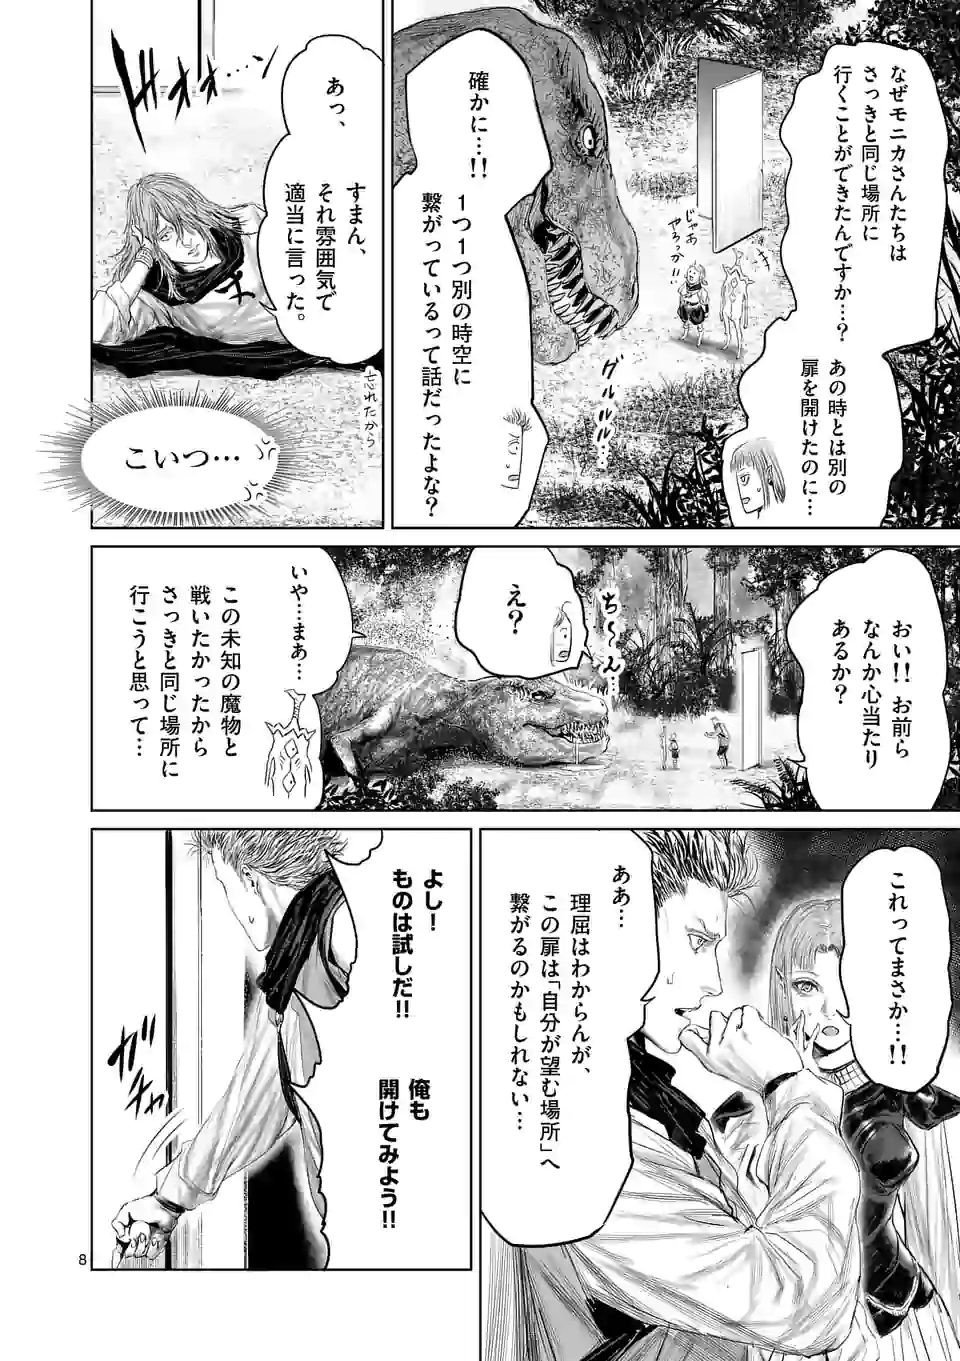 なぜモニカさんたちは
さっきと同じ場所に
行くことができたんですか…?
あの時とは別の
扉を開けたのに…
じゃあ
やろっか!!
確かに…!!
1つ1つ別の時空に
繋がっているって話だったよな?
グルルル…
ドオォ…ン
あっ、
すまん、
それ雰囲気で
適当に言った。
忘れたから
こいつ…
おい!!お前ら
なんか心当たり
あるか?
ち〜ん…
え?
いや…まあ…
この未知の魔物と
戦いたかったから
さっきと同じ場所に
行こうと思って…
これってまさか…!!
ああ…
理屈はわからんが、
この扉は「自分が望む場所」へ
繋がるのかもしれない…
よし!
ものは試しだ!!
俺も
開けてみよう!!
ガチャ
8